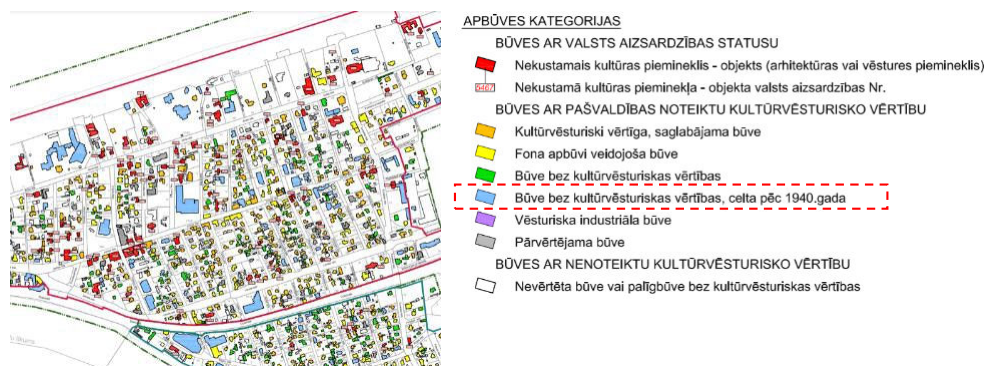 APBŪVES KATEGORIJAS
BŪVES AR VALSTS AIZSARDZĪBAS STATUSU
Nekustamais kultūras piemineklis - objekts (arhitektūras vai vēstures piemineklis)
Nekustamā kultūras pieminekļa - objekta valsts aizsardzības Nr.
BŪVES AR PAŠVALDĪBAS NOTEIKTU KULTŪRVĒSTURISKO VĒRTĪBU
Kultūrvēsturiski vērtīga, saglabājama būve
Fona apbūvi veidojoša būve
Būve bez kultūrvēsturiskas vērtības
Būve bez kultūrvēsturiskas vērtības, celta pēc 1940.gada
Vēsturiska industriāla būve
Pārvērtējama būve
BŪVES AR NENOTEIKTU KULTŪRVĒSTURISKO VĒRTĪBU
Nevērtēta būve vai palīgbūve bez kultūrvēsturiskas vērtības